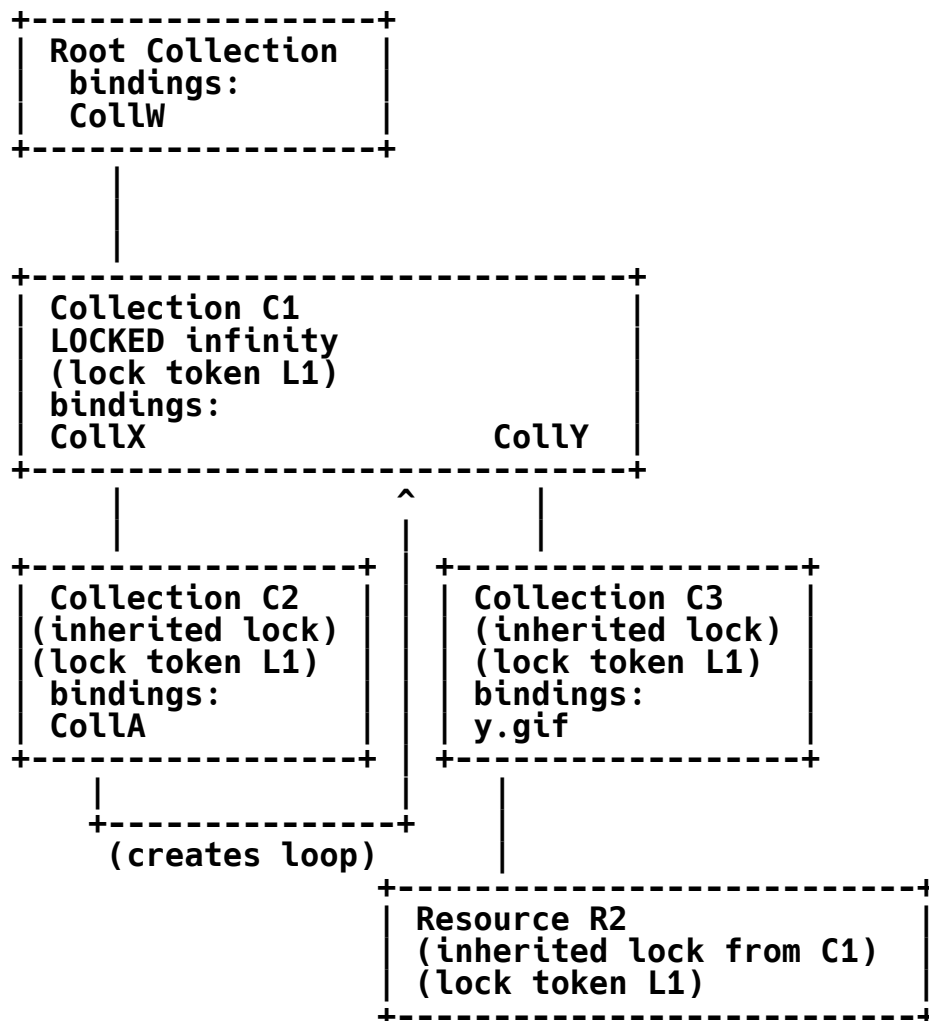 Root Collection
bindings:
CollW
Collection C1
LOCKED infinity
(lock token L1)
bindings:
CollX CollY
Collection C2
(inherited lock)
(lock token L1)
bindings:
CollA
Collection C3
(inherited lock)
(lock token L1)
bindings:
y.gif
(creates loop)
Resource R2
(inherited lock from C1)
(lock token L1)